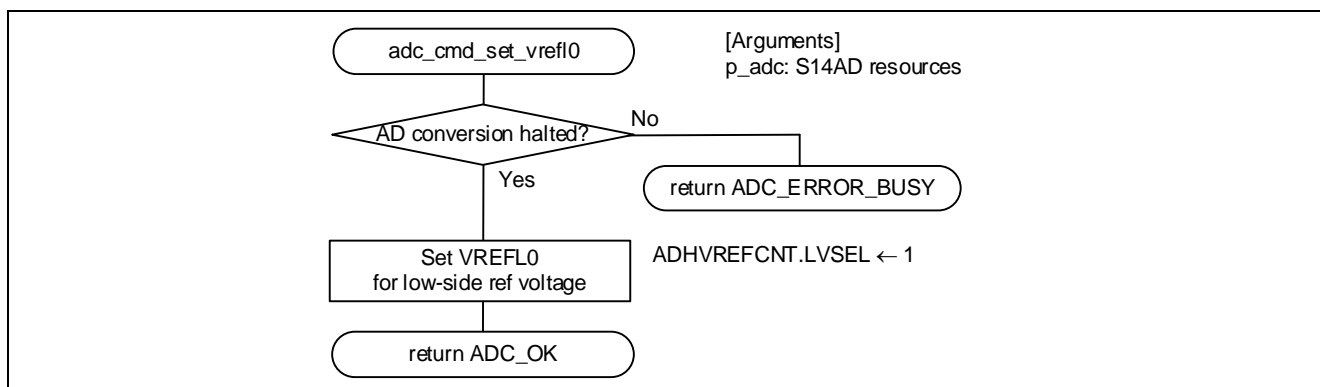 adc_cmd_set_vrefl0
[Arguments]
p_adc: S14AD resources
AD conversion halted?
No
Yes
return ADC_ERROR_BUSY
Set VREFL0
for low-side ref voltage
ADHVREFCNT.LVSEL ← 1
return ADC_OK